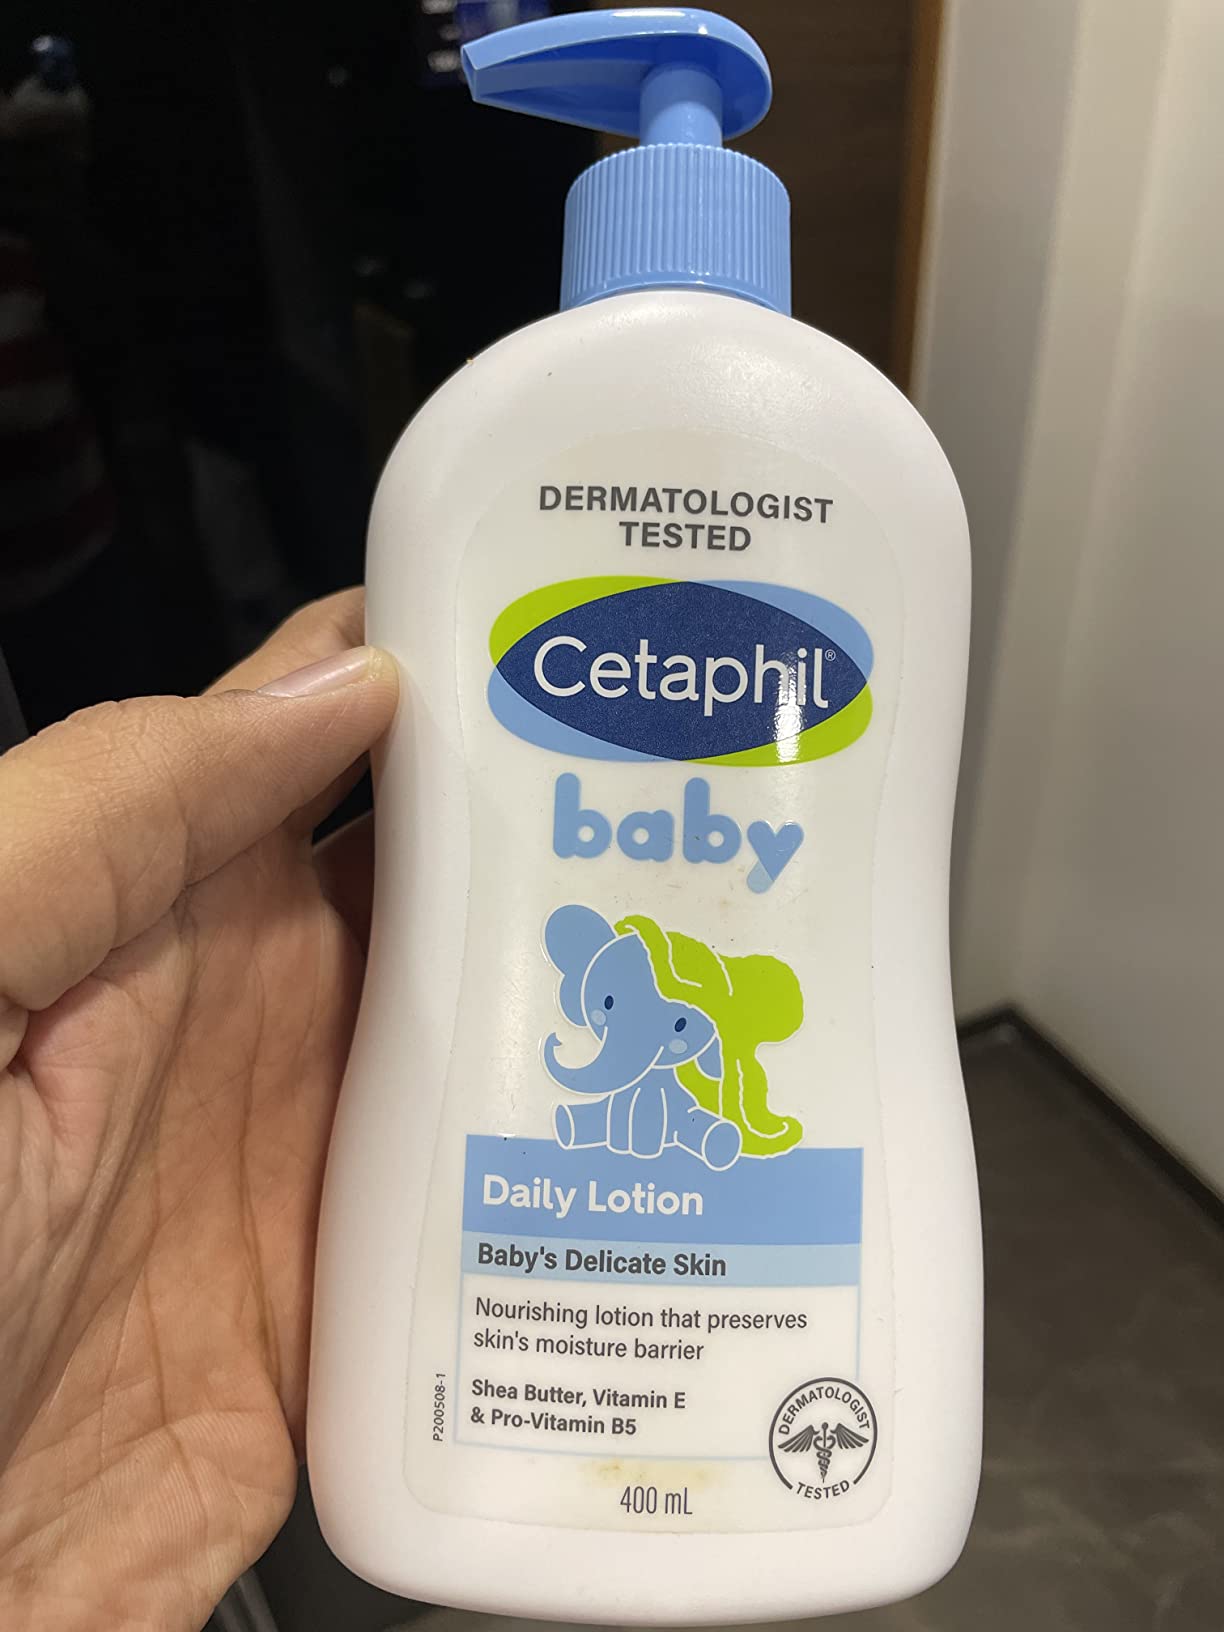 DERMATOLOGIST
TESTED
Cetaphil®
baby
Daily Lotion
Baby's Delicate Skin
Nourishing lotion that preserves
skin's moisture barrier
Shea Butter, Vitamin E
& Pro-Vitamin B5
P200508-1
DERMATOLOGIST
TESTED
400 mL